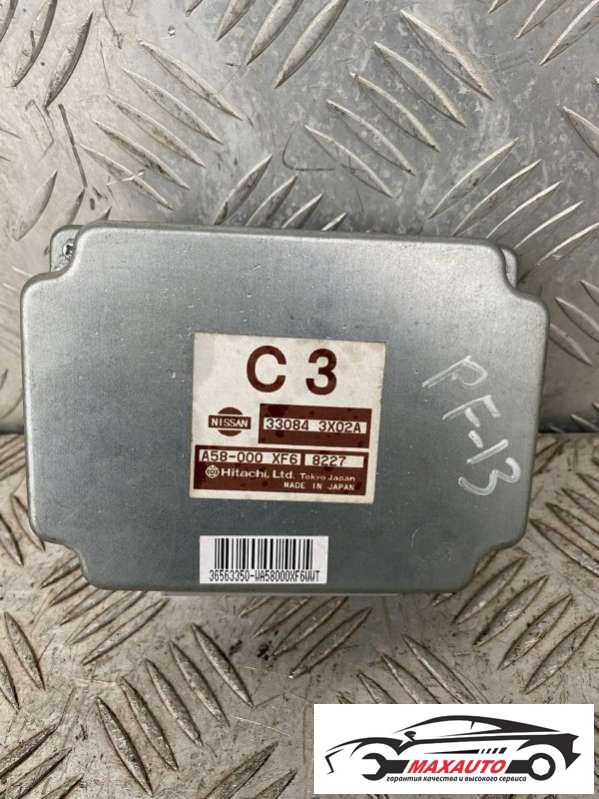 C 3
NISSAN 33084 3X02A
A58-000 XF6 8227
Hitachi, Ltd. Tokyo Japan
MADE IN JAPAN
36563350-WA58000XF6WWT
PF-13
MAXAUTO
гарантия качества и высокого сервиса